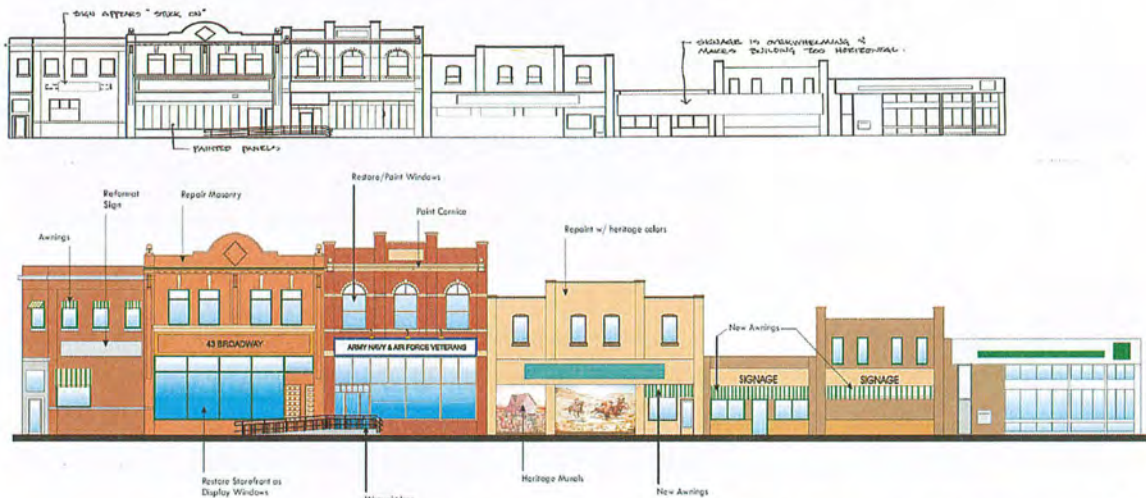 SIGN APPEARS "STUCK ON"
SIGNAGE IS OVERWHELMING &
MAKES BUILDING TOO HORIZONTAL.
PAINTED PANELS
Restore/Paint Windows
Reformat
Sign
Repair Masonry
Paint Cornice
Awnings
Repaint w/ heritage colors
New Awnings
43 BROADWAY
ARMY NAVY & AIR FORCE VETERANS
SIGNAGE
SIGNAGE
Restore Storefront as
Display Windows
Heritage Murals
New Awnings